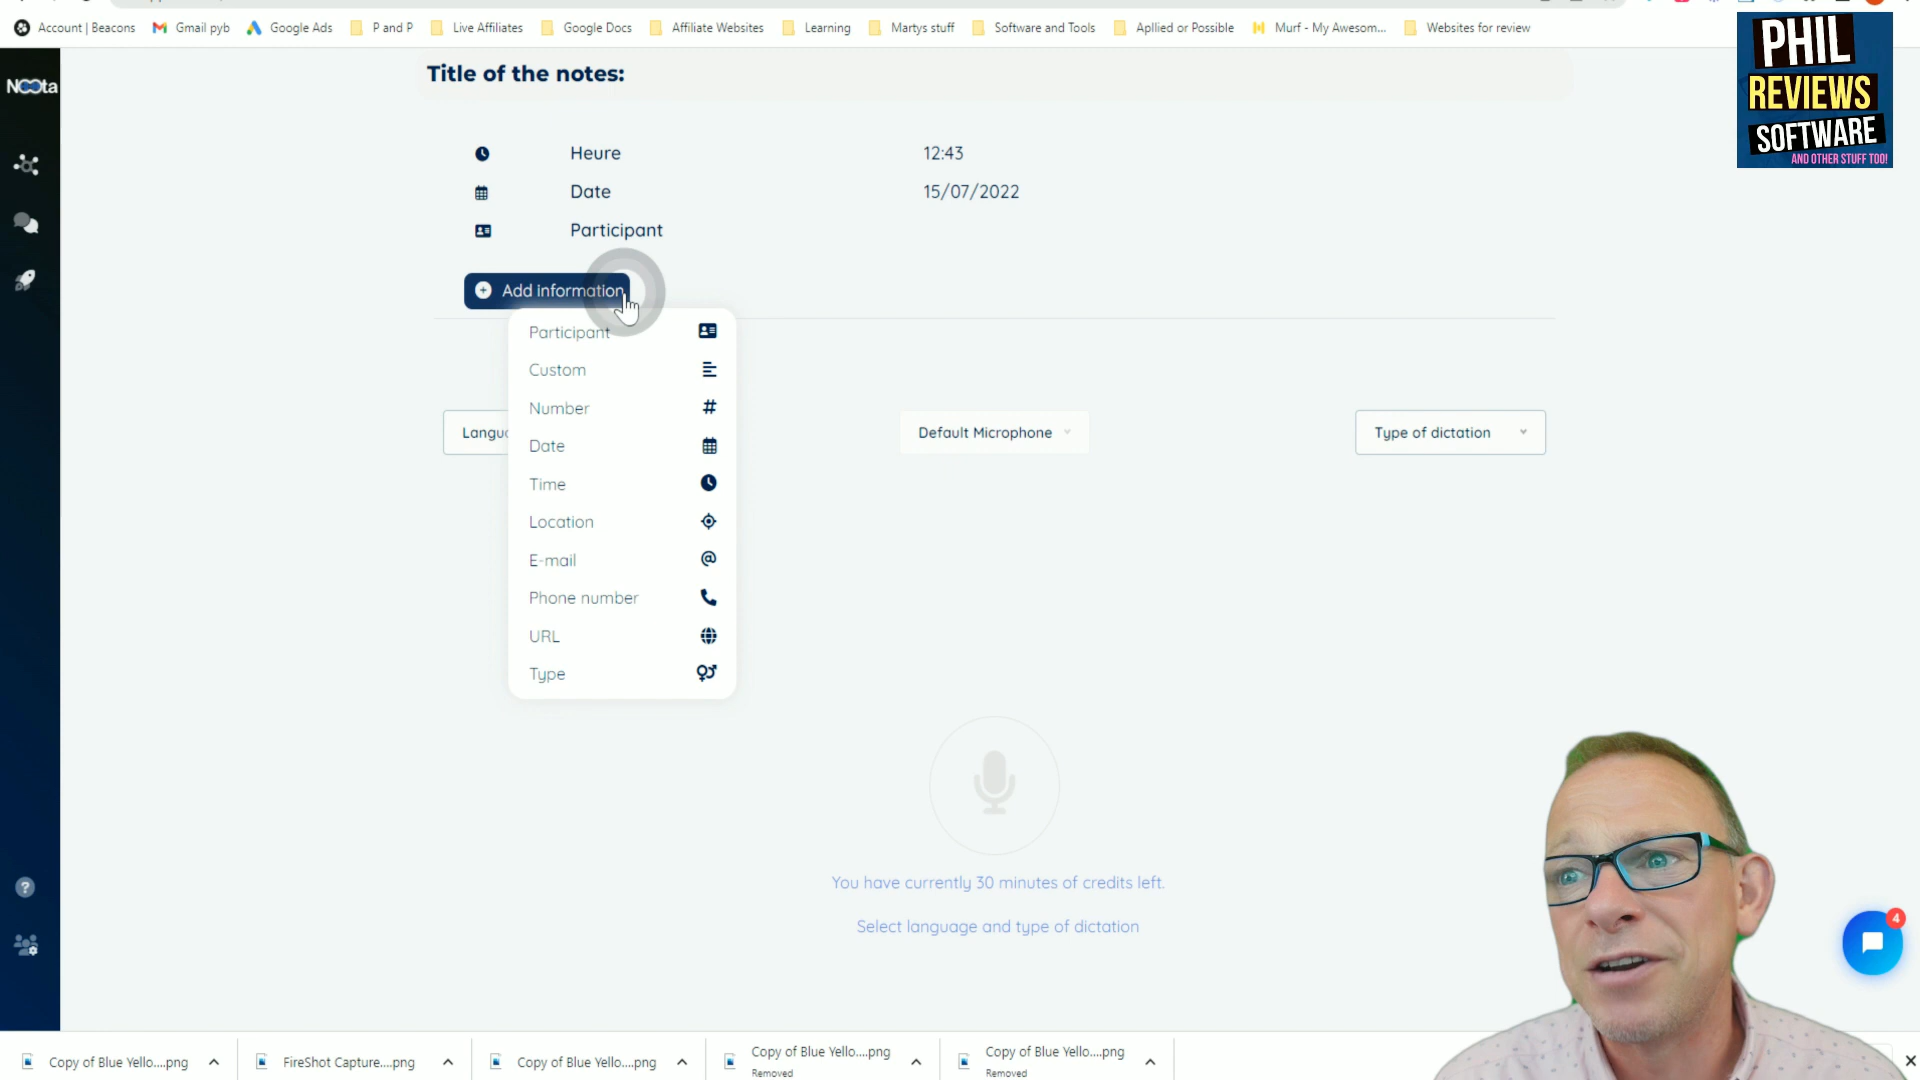 Account | Beacons
Gmail pyb
Google Ads
P and P
Live Affiliates
Google Docs
Affiliate Websites
Learning
Martys stuff
Software and Tools
Apllied or Possible
Murf - My Awesom...
Websites for review
PHIL
REVIEWS
SOFTWARE
AND OTHER STUFF TOO!
Noota
Title of the notes:
Heure 12:43
Date 15/07/2022
Participant
Add information
Participant
Custom
Number
Date
Time
Location
E-mail
Phone number
URL
Type
Default Microphone
Type of dictation
You have currently 30 minutes of credits left.
Select language and type of dictation
4
Copy of Blue Yello....png
FireShot Capture....png
Copy of Blue Yello....png
Copy of Blue Yello....png
Removed
Copy of Blue Yello....png
Removed